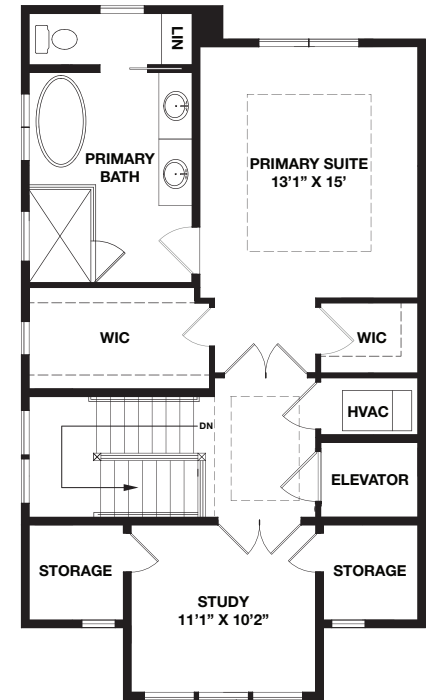 LIN
PRIMARY
BATH
PRIMARY SUITE
13'1" X 15'
WIC
WIC
HVAC
DN
ELEVATOR
STORAGE
STORAGE
STUDY
11'1" X 10'2"